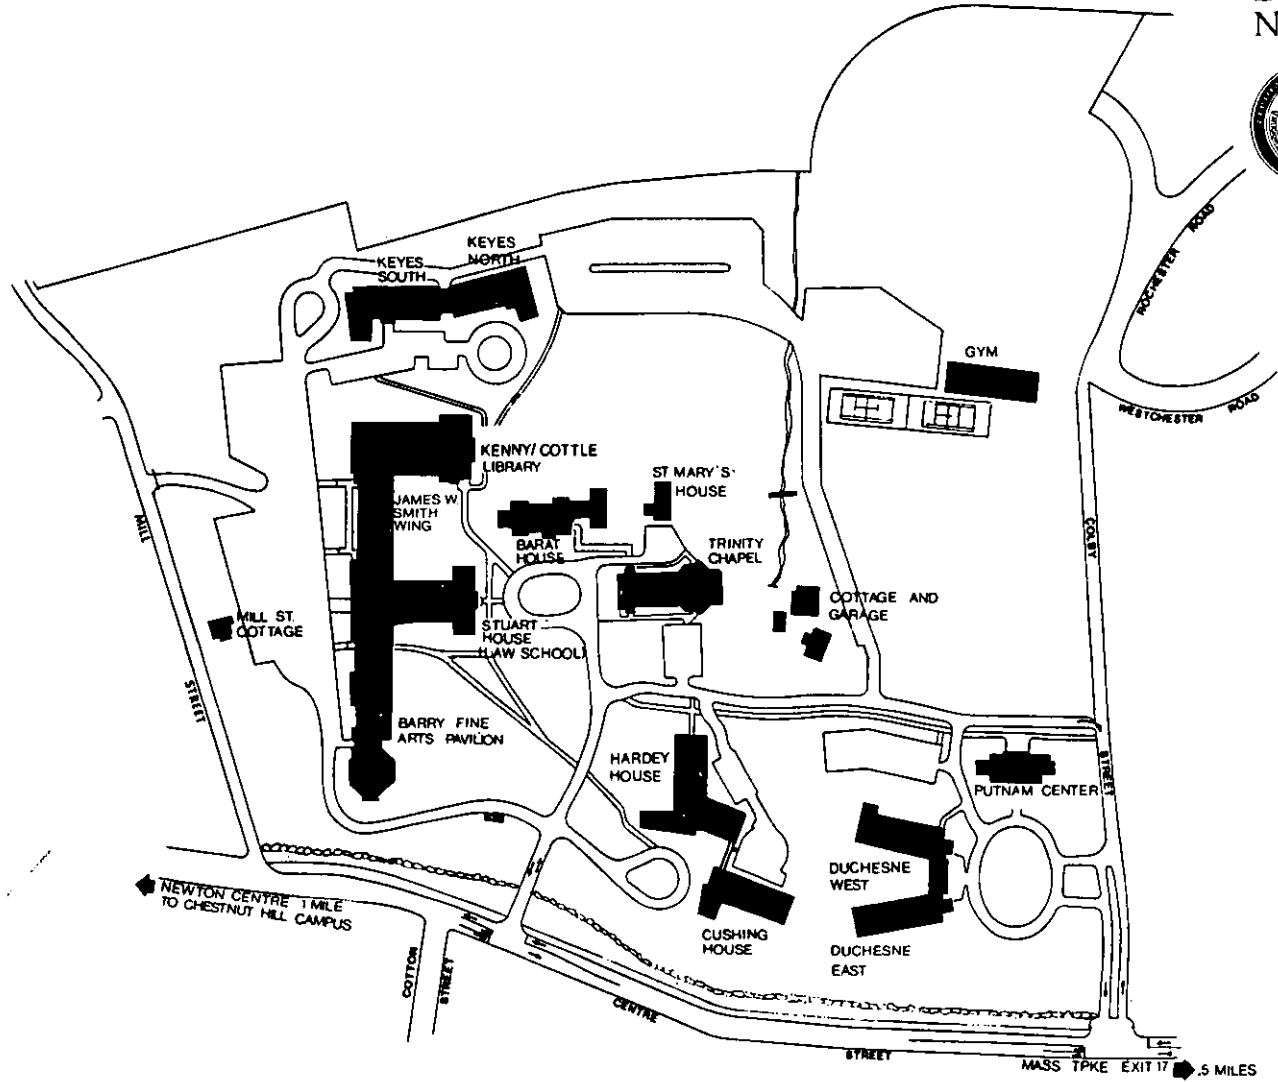 N
KEYES
NORTH
KEYES
SOUTH
ROCHESTER ROAD
GYM
WESTCHESTER ROAD
KENNY/COTTLE
LIBRARY
ST MARY'S
HOUSE
JAMES W.
SMITH
WING
MILL STREET
BARAT
HOUSE
TRINITY
CHAPEL
COLBY STREET
COTTAGE AND
GARAGE
MILL ST.
COTTAGE
STUART
HOUSE
(LAW SCHOOL)
BARRY FINE
ARTS PAVILION
HARDEY
HOUSE
PUTNAM CENTER
DUCHESNE
WEST
NEWTON CENTRE 1 MILE
TO CHESTNUT HILL CAMPUS
CUSHING
HOUSE
DUCHESNE
EAST
COTTON STREET
CENTRE STREET
MASS TPKE EXIT 17 .5 MILES